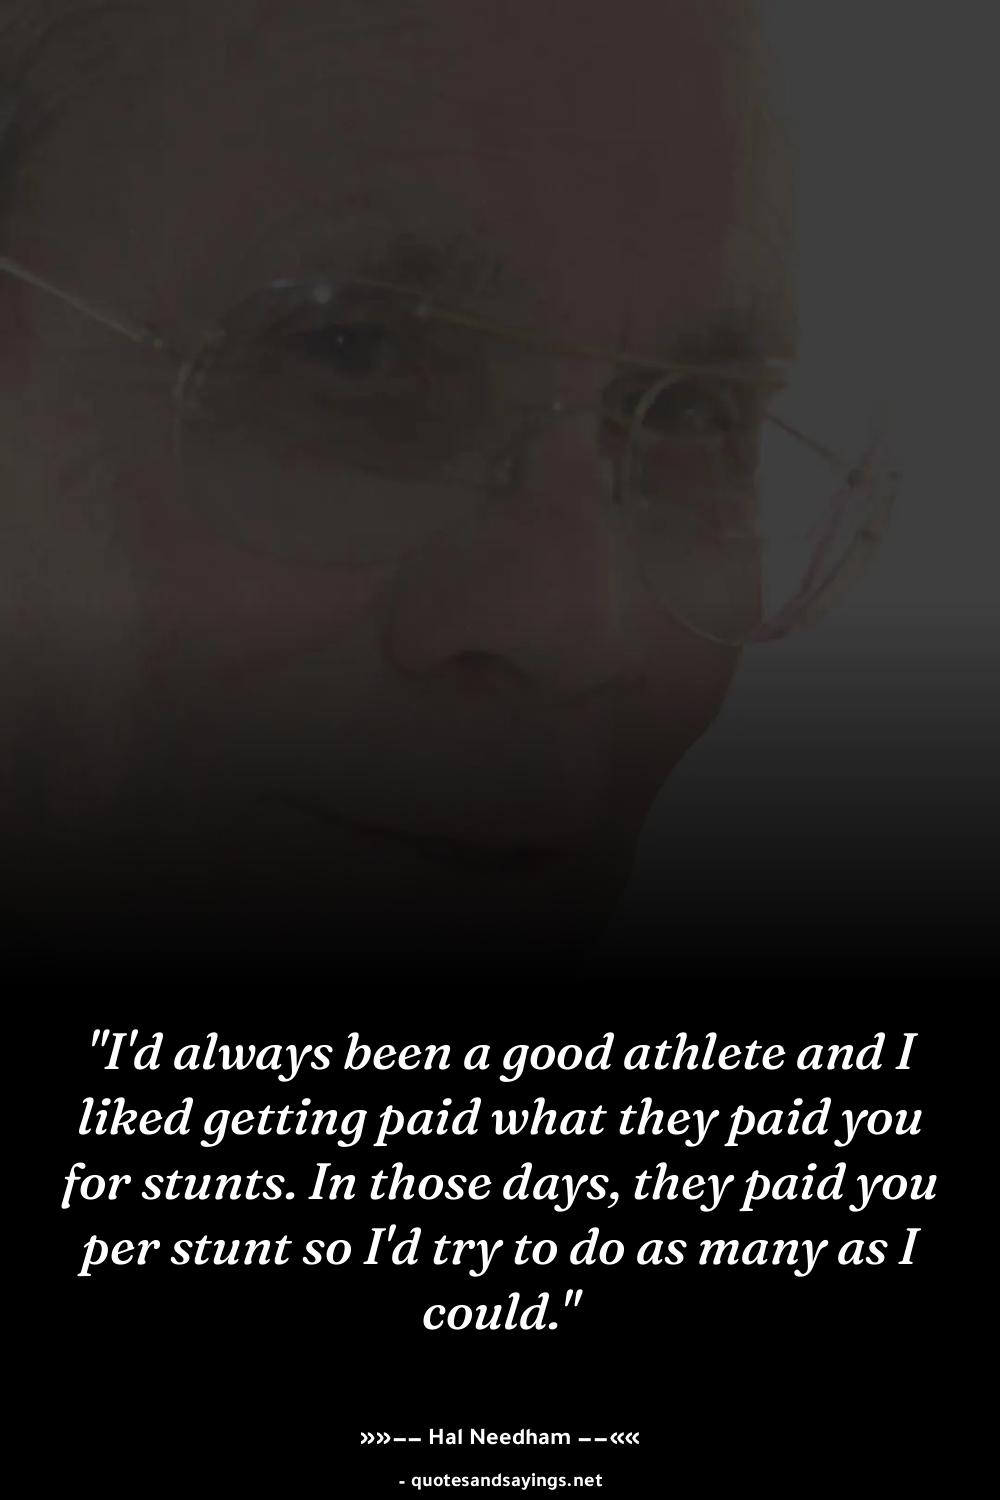 "I'd always been a good athlete and I
liked getting paid what they paid you
for stunts. In those days, they paid you
per stunt so I'd try to do as many as I
could."
»»–– Hal Needham ––««
- quotesandsayings.net